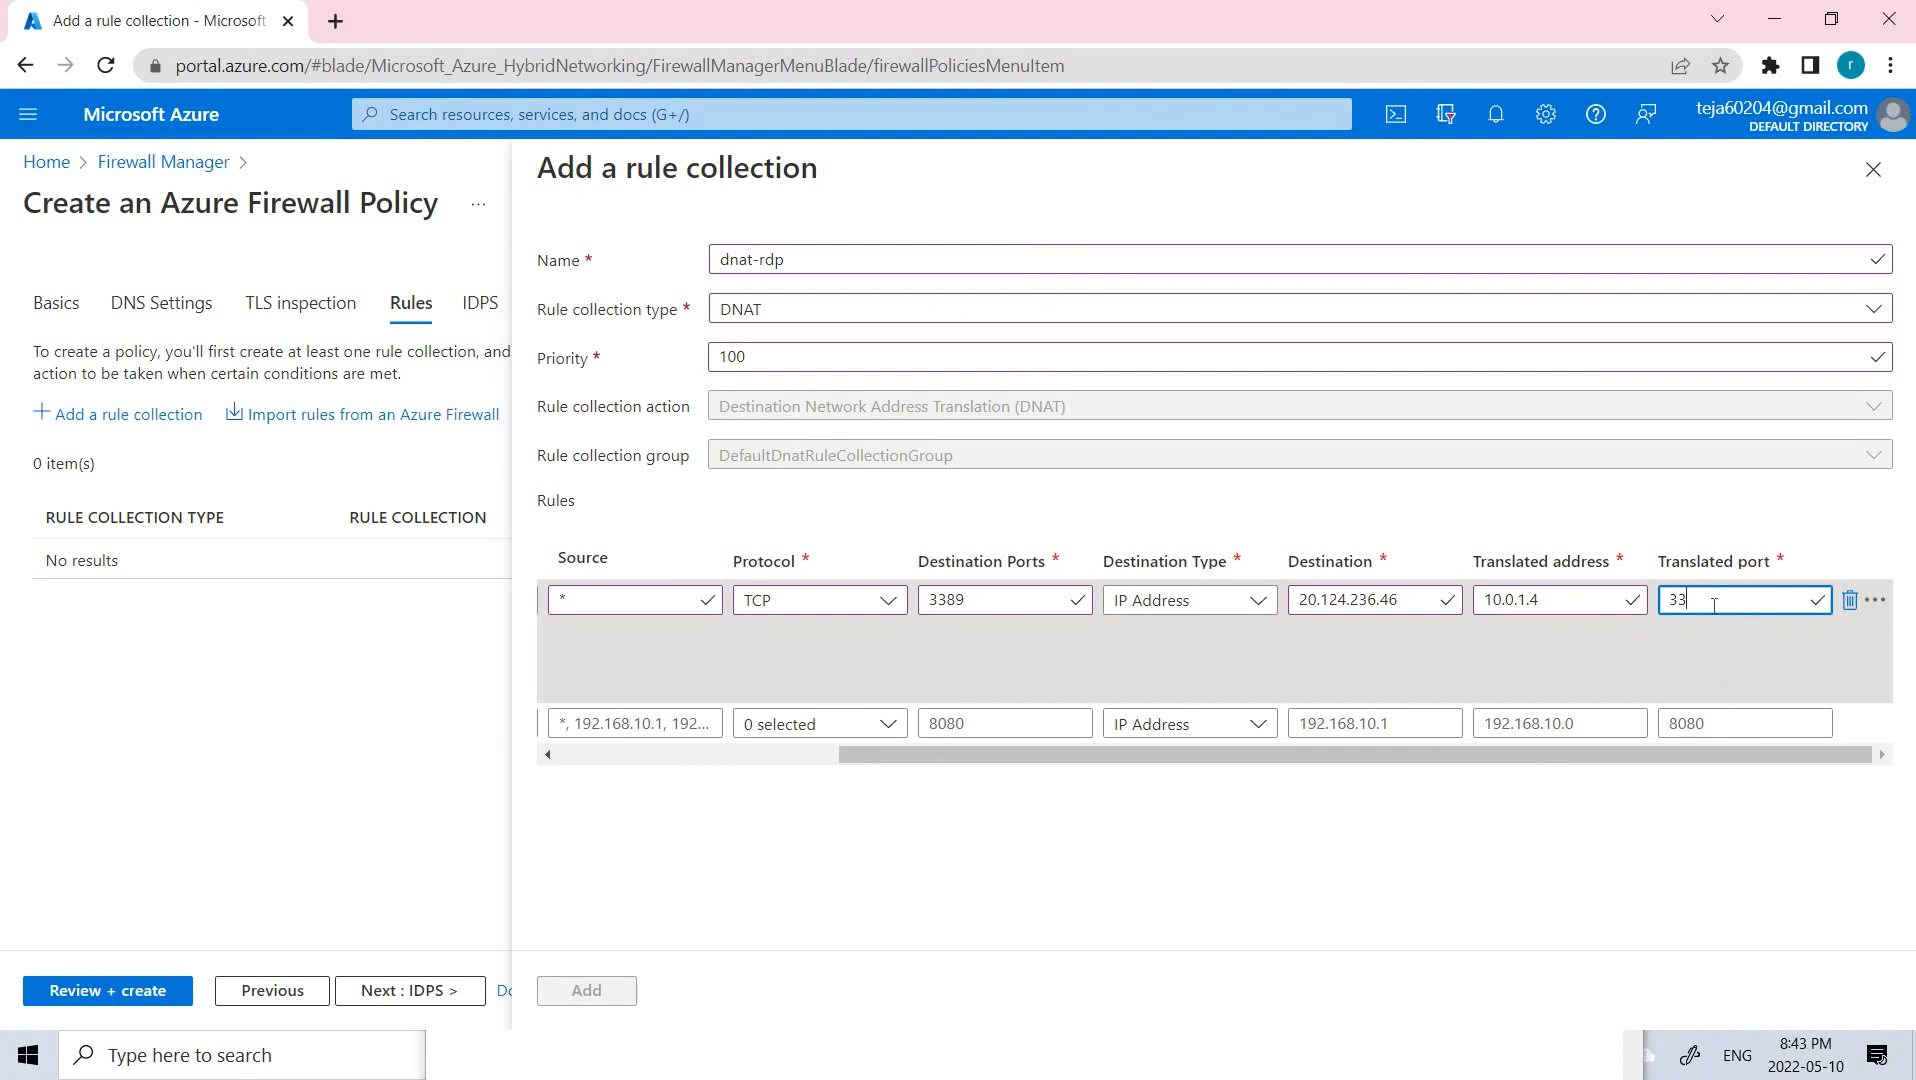 Add a rule collection - Microsoft
portal.azure.com/#blade/Microsoft_Azure_HybridNetworking/FirewallManagerMenuBlade/firewallPoliciesMenuItem
r
Microsoft Azure
Search resources, services, and docs (G+/)
teja60204@gmail.com
DEFAULT DIRECTORY
Home > Firewall Manager >
Create an Azure Firewall Policy ...
Basics DNS Settings TLS inspection Rules IDPS
To create a policy, you'll first create at least one rule collection, and
action to be taken when certain conditions are met.
+ Add a rule collection Import rules from an Azure Firewall
0 item(s)
RULE COLLECTION TYPE RULE COLLECTION
No results
Review + create Previous Next : IDPS > Do
Add a rule collection
Name * dnat-rdp
Rule collection type * DNAT
Priority * 100
Rule collection action Destination Network Address Translation (DNAT)
Rule collection group DefaultDnatRuleCollectionGroup
Rules
Source Protocol * Destination Ports * Destination Type * Destination * Translated address * Translated port *
* TCP 3389 IP Address 20.124.236.46 10.0.1.4 33
*, 192.168.10.1, 192... 0 selected 8080 IP Address 192.168.10.1 192.168.10.0 8080
Add
Type here to search
ENG
8:43 PM
2022-05-10